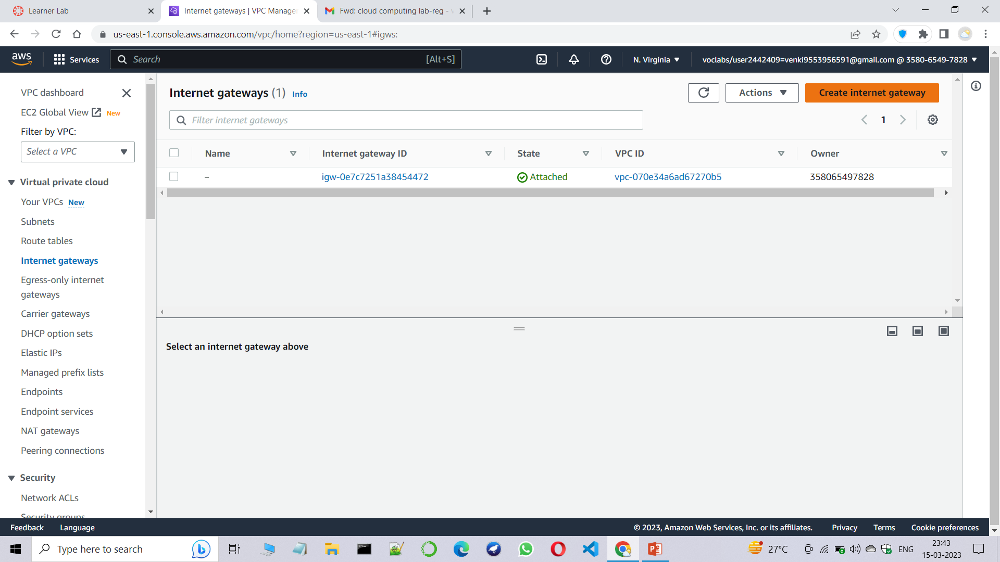 Learner Lab
Internet gateways | VPC Manager
Fwd: cloud computing lab-reg - v
us-east-1.console.aws.amazon.com/vpc/home?region=us-east-1#igws:
aws
Services
Search
[Alt+S]
N. Virginia
voclabs/user2442409=venki9553956591@gmail.com @ 3580-6549-7828
VPC dashboard
EC2 Global View New
Filter by VPC:
Select a VPC
Virtual private cloud
Your VPCs New
Subnets
Route tables
Internet gateways
Egress-only internet
gateways
Carrier gateways
DHCP option sets
Elastic IPs
Managed prefix lists
Endpoints
Endpoint services
NAT gateways
Peering connections
Security
Network ACLs
Security groups
Internet gateways (1) Info
Actions
Create internet gateway
Filter internet gateways
1
Name Internet gateway ID State VPC ID Owner
– igw-0e7c7251a38454472 Attached vpc-070e34a6ad67270b5 358065497828
Select an internet gateway above
Feedback Language © 2023, Amazon Web Services, Inc. or its affiliates. Privacy Terms Cookie preferences
Type here to search
27°C
ENG
23:43
15-03-2023